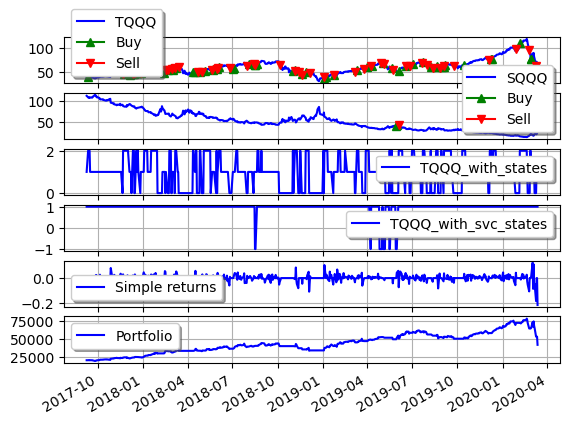 TQQQ
Buy
Sell
100
50
SQQQ
Buy
Sell
100
50
2
TQQQ_with_states
0
1
TQQQ_with_svc_states
−1
0.0
Simple returns
−0.2
75000
Portfolio
50000
25000
2017-10 2018-01 2018-04 2018-07 2018-10 2019-01 2019-04 2019-07 2019-10 2020-01 2020-04